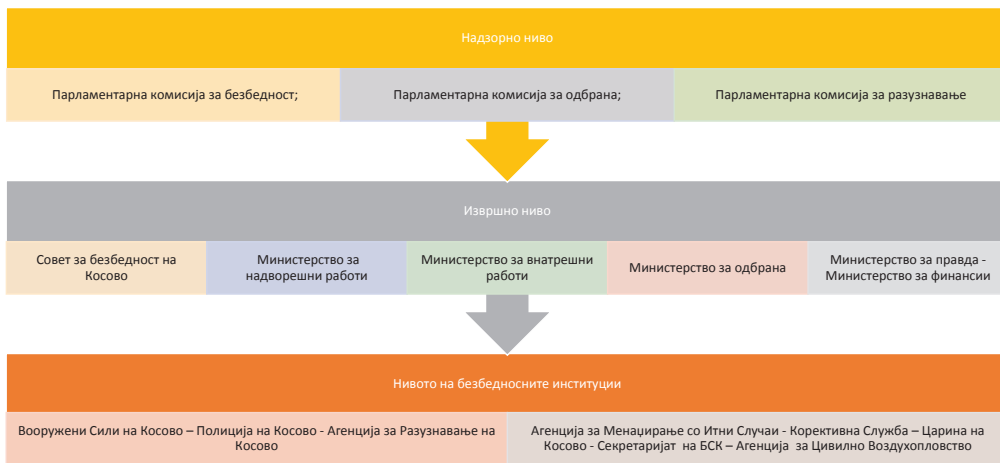 Надзорно ниво
Парламентарна комисија за безбедност;
Парламентарна комисија за одбрана;
Парламентарна комисија за разузнавање
Извршно ниво
Совет за безбедност на
Косово
Министерство за
надворешни работи
Министерство за внатрешни
работи
Министерство за одбрана
Министерство за правда -
Министерство за финансии
Нивото на безбедносните институции
Вооружени Сили на Косово – Полиција на Косово - Агенција за Разузнавање на
Косово
Агенција за Менаџирање со Итни Случаи - Корективна Служба – Царина на
Косово - Секретаријат на БСК – Агенција за Цивилно Воздухопловство